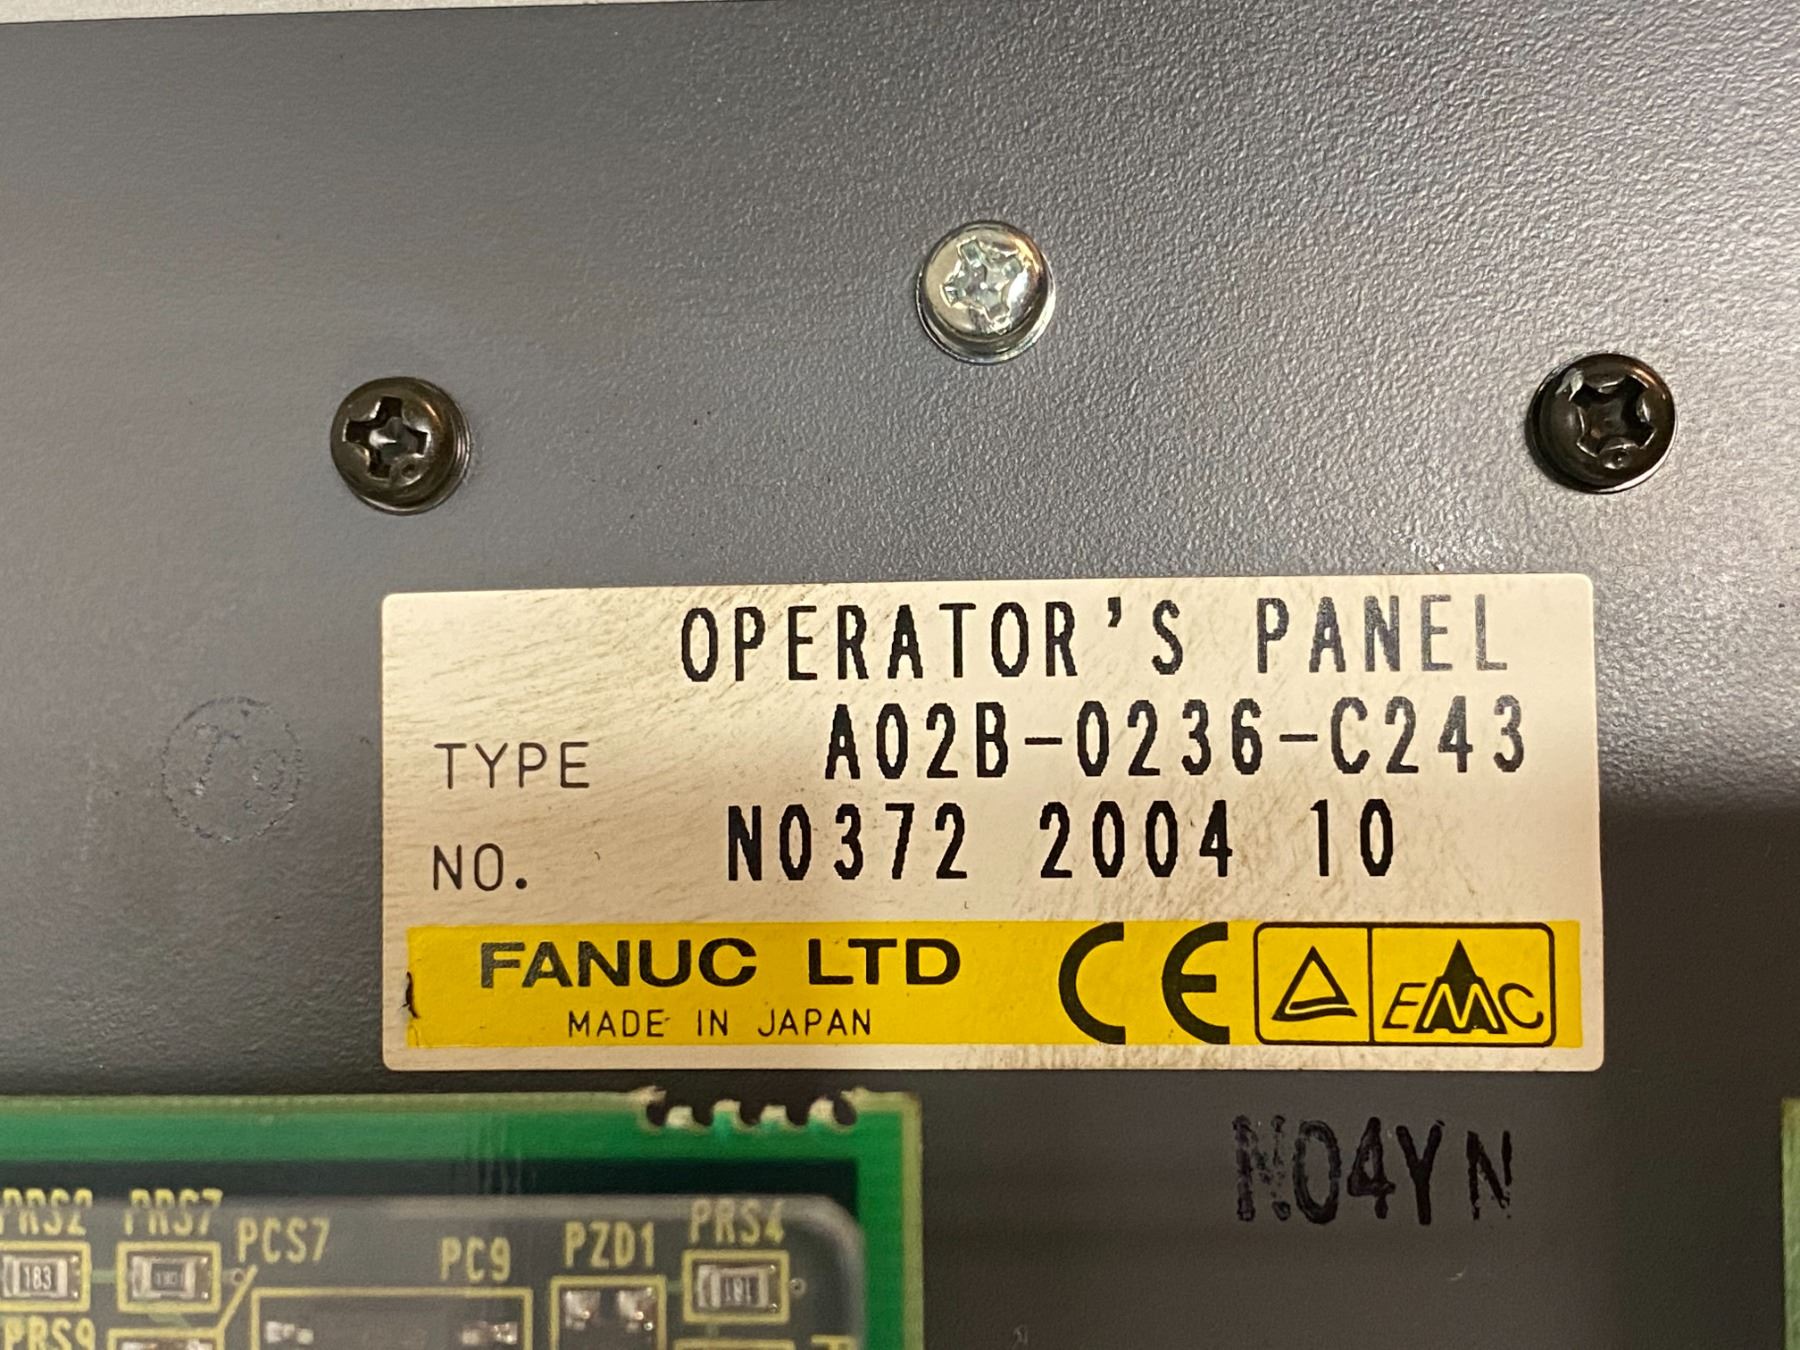 OPERATOR'S PANEL
TYPE A02B-0236-C243
NO. N0372 2004 10
FANUC LTD CE EMC
MADE IN JAPAN
N04YN
PRS2 PRS7 PCS7 PC9 PZD1 PRS4
183 181
PRS9